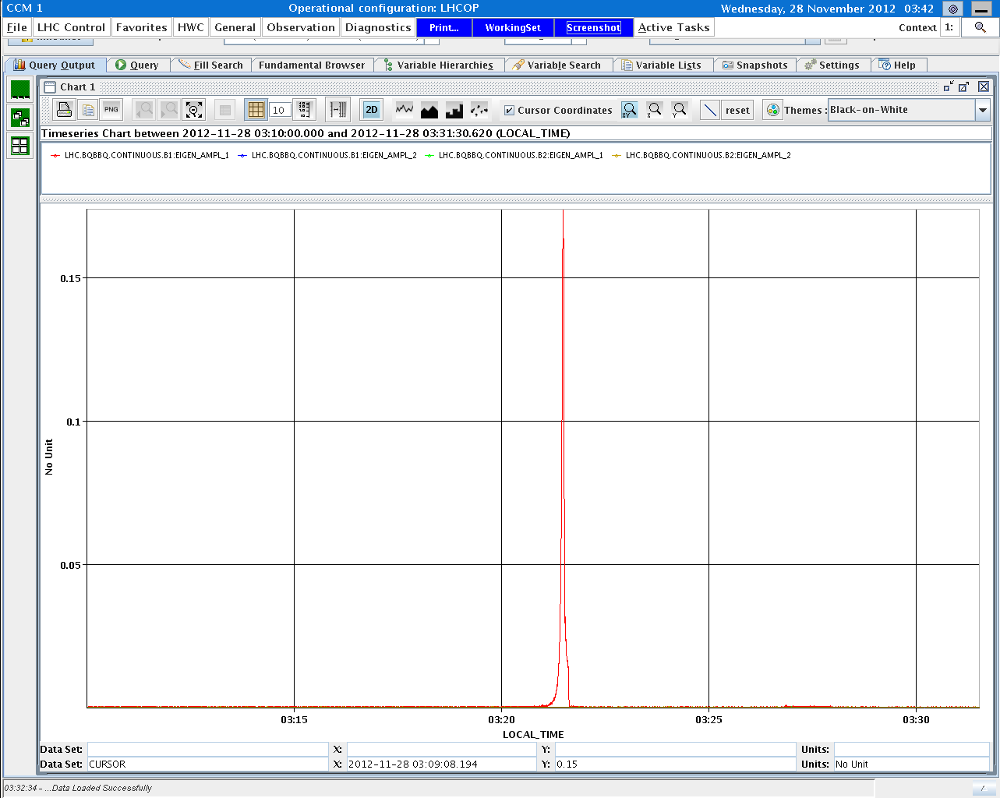 CCM 1 Operational configuration: LHCOP Wednesday, 28 November 2012 03:42
File LHC Control Favorites HWC General Observation Diagnostics Print... WorkingSet Screenshot Active Tasks Context 1:
Query Output Query Fill Search Fundamental Browser Variable Hierarchies Variable Search Variable Lists Snapshots Settings Help
Chart 1
PNG 10 2D Cursor Coordinates XY X Y reset Themes : Black-on-White
Timeseries Chart between 2012-11-28 03:10:00.000 and 2012-11-28 03:31:30.620 (LOCAL_TIME)
LHC.BQBBQ.CONTINUOUS.B1:EIGEN_AMPL_1 LHC.BQBBQ.CONTINUOUS.B1:EIGEN_AMPL_2 LHC.BQBBQ.CONTINUOUS.B2:EIGEN_AMPL_1 LHC.BQBBQ.CONTINUOUS.B2:EIGEN_AMPL_2
0.15
0.1
No Unit
0.05
03:15 03:20 03:25 03:30
LOCAL_TIME
Data Set: X: Y: Units:
Data Set: CURSOR X: 2012-11-28 03:09:08.194 Y: 0.15 Units: No Unit
03:32:34 - ...Data Loaded Successfully